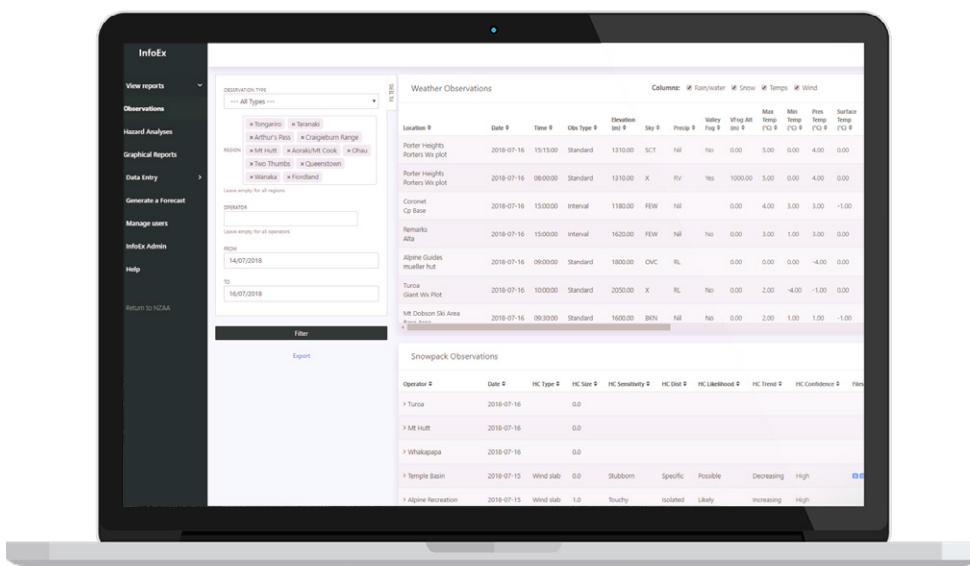 InfoEx
View reports
Observations
Hazard Analyses
Graphical Reports
Data Entry
Generate a Forecast
Manage users
InfoEx Admin
Help
Return to NZAA
OBSERVATION TYPE
--- All Types ---
FILTERS
REGION
× Tongariro × Taranaki
× Arthur's Pass × Craigieburn Range
× Mt Hutt × Aoraki/Mt Cook × Ohau
× Two Thumbs × Queenstown
× Wanaka × Fiordland
Leave empty for all regions
OPERATOR
Leave empty for all operators
FROM
14/07/2018
TO
16/07/2018
Filter
Export
Weather Observations
Columns: Rain/water Snow Temps Wind
Location Date Time Obs Type Elevation (m) Sky Precip Valley Fog VFog Alt (m) Max Temp (°C) Min Temp (°C) Pres Temp (°C) Surface Temp (°C)
Porter Heights Porters Wx plot 2018-07-16 15:15:00 Standard 1310.00 SCT Nil No 0.00 5.00 0.00 4.00 0.00
Porter Heights Porters Wx plot 2018-07-16 08:00:00 Standard 1310.00 X RV Yes 1000.00 5.00 0.00 4.00 0.00
Coronet Cp Base 2018-07-16 15:00:00 Interval 1180.00 FEW Nil 0.00 4.00 3.00 3.00 -1.00
Remarks Alta 2018-07-16 15:00:00 Interval 1620.00 FEW Nil No 0.00 3.00 1.00 3.00 0.00
Alpine Guides mueller hut 2018-07-16 09:00:00 Standard 1800.00 OVC RL 0.00 0.00 0.00 -4.00 0.00
Turoa Giant Wx Plot 2018-07-16 10:00:00 Standard 2050.00 X RL No 0.00 2.00 -4.00 -1.00 0.00
Mt Dobson Ski Area 2018-07-16 09:30:00 Standard 1600.00 BKN Nil No 0.00 2.00 1.00 1.00 -1.00
Snowpack Observations
Operator Date HC Type HC Size HC Sensitivity HC Dist HC Likelihood HC Trend HC Confidence Files
Turoa 2018-07-16 0.0
Mt Hutt 2018-07-16 0.0
Whakapapa 2018-07-16 0.0
Temple Basin 2018-07-15 Wind slab 0.0 Stubborn Specific Possible Decreasing High
Alpine Recreation 2018-07-15 Wind slab 1.0 Touchy Isolated Likely Increasing High